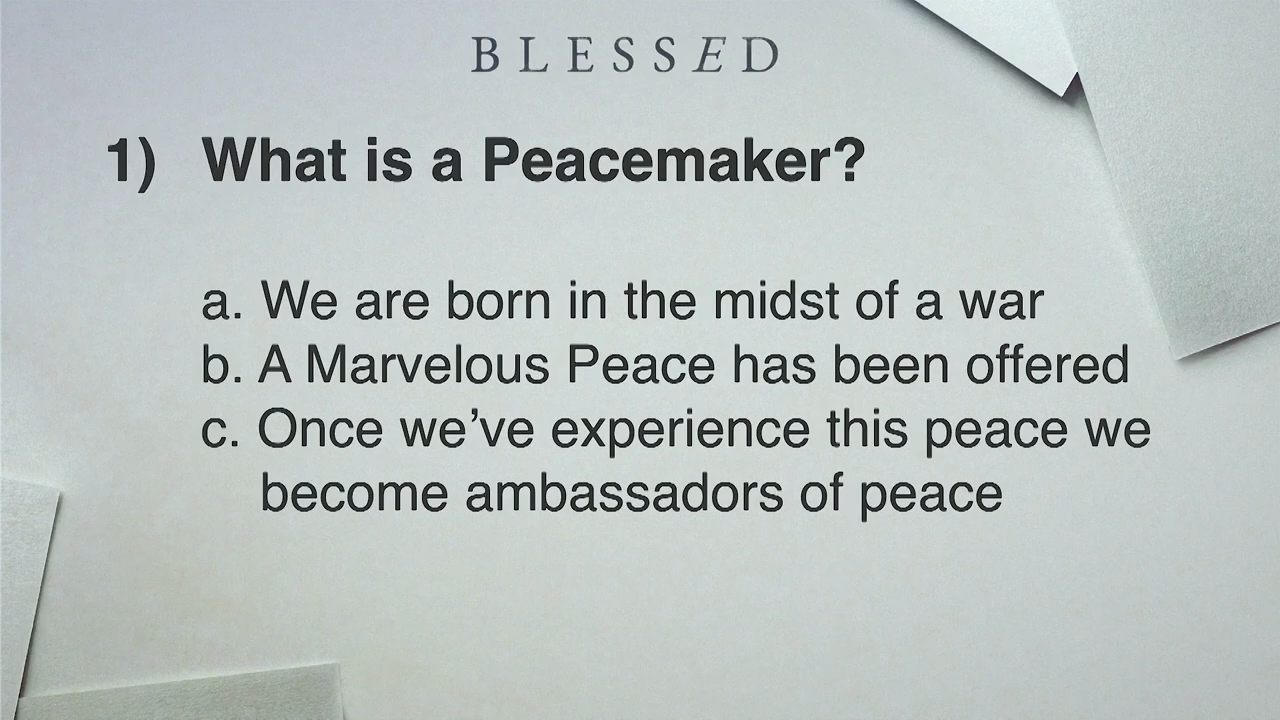 BLESSED
1) What is a Peacemaker?
a. We are born in the midst of a war
b. A Marvelous Peace has been offered
c. Once we’ve experience this peace we
become ambassadors of peace